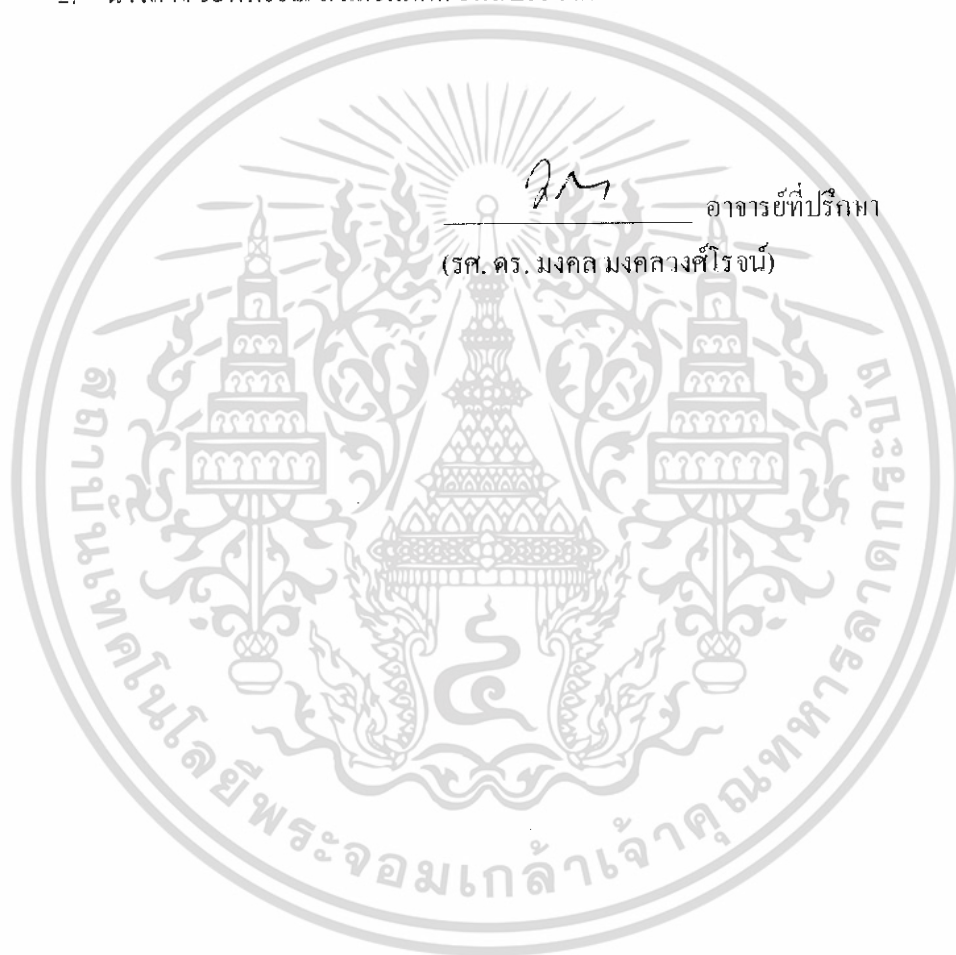 อาจารย์ที่ปรึกษา
(รศ. ดร. มงคล มงคลวงศ์โรจน์)
สถาบันเทคโนโลยีพระจอมเกล้าเจ้าคุณทหารลาดกระบัง